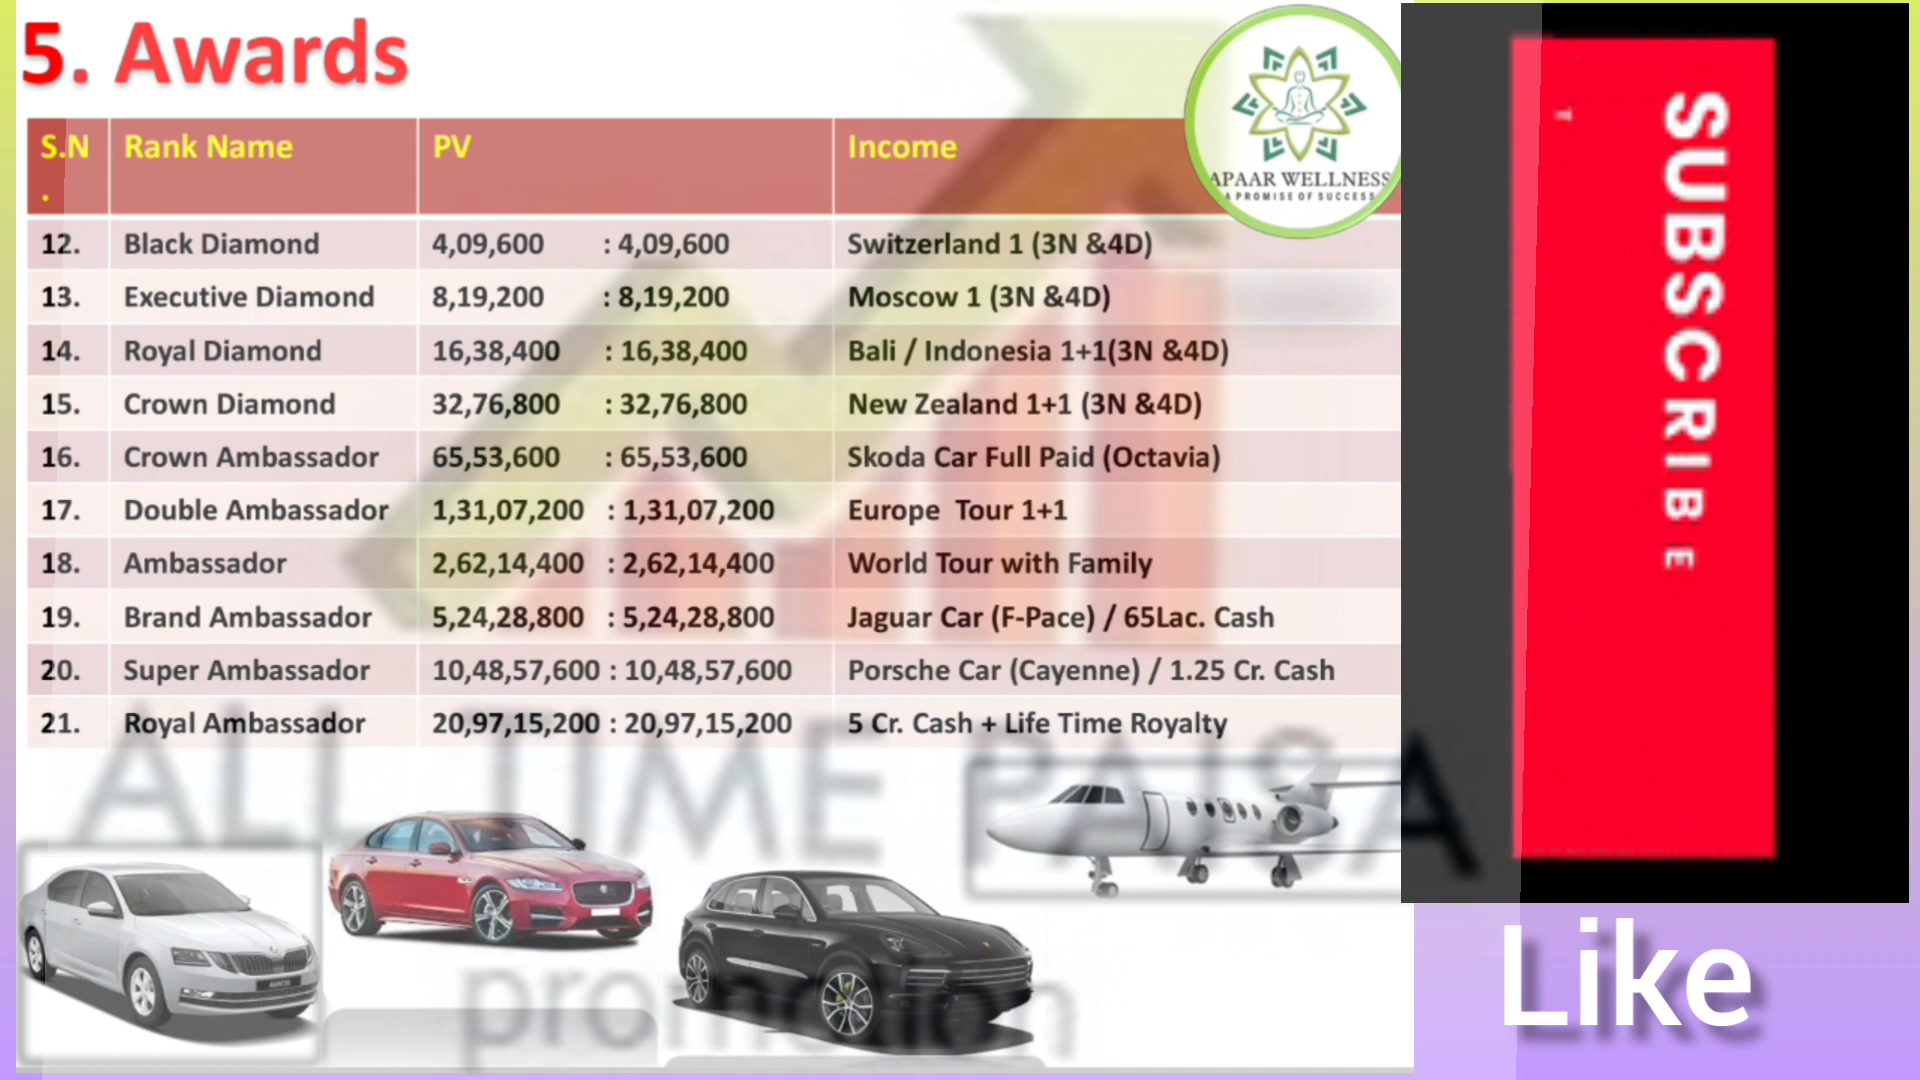 5. Awards
S.N. Rank Name PV Income
12. Black Diamond 4,09,600 : 4,09,600 Switzerland 1 (3N &4D)
13. Executive Diamond 8,19,200 : 8,19,200 Moscow 1 (3N &4D)
14. Royal Diamond 16,38,400 : 16,38,400 Bali / Indonesia 1+1(3N &4D)
15. Crown Diamond 32,76,800 : 32,76,800 New Zealand 1+1 (3N &4D)
16. Crown Ambassador 65,53,600 : 65,53,600 Skoda Car Full Paid (Octavia)
17. Double Ambassador 1,31,07,200 : 1,31,07,200 Europe Tour 1+1
18. Ambassador 2,62,14,400 : 2,62,14,400 World Tour with Family
19. Brand Ambassador 5,24,28,800 : 5,24,28,800 Jaguar Car (F-Pace) / 65Lac. Cash
20. Super Ambassador 10,48,57,600 : 10,48,57,600 Porsche Car (Cayenne) / 1.25 Cr. Cash
21. Royal Ambassador 20,97,15,200 : 20,97,15,200 5 Cr. Cash + Life Time Royalty
APAAR WELLNESS
A PROMISE OF SUCCESS
ALL TIME PAISA
promotion
SUBSCRIBE
Like